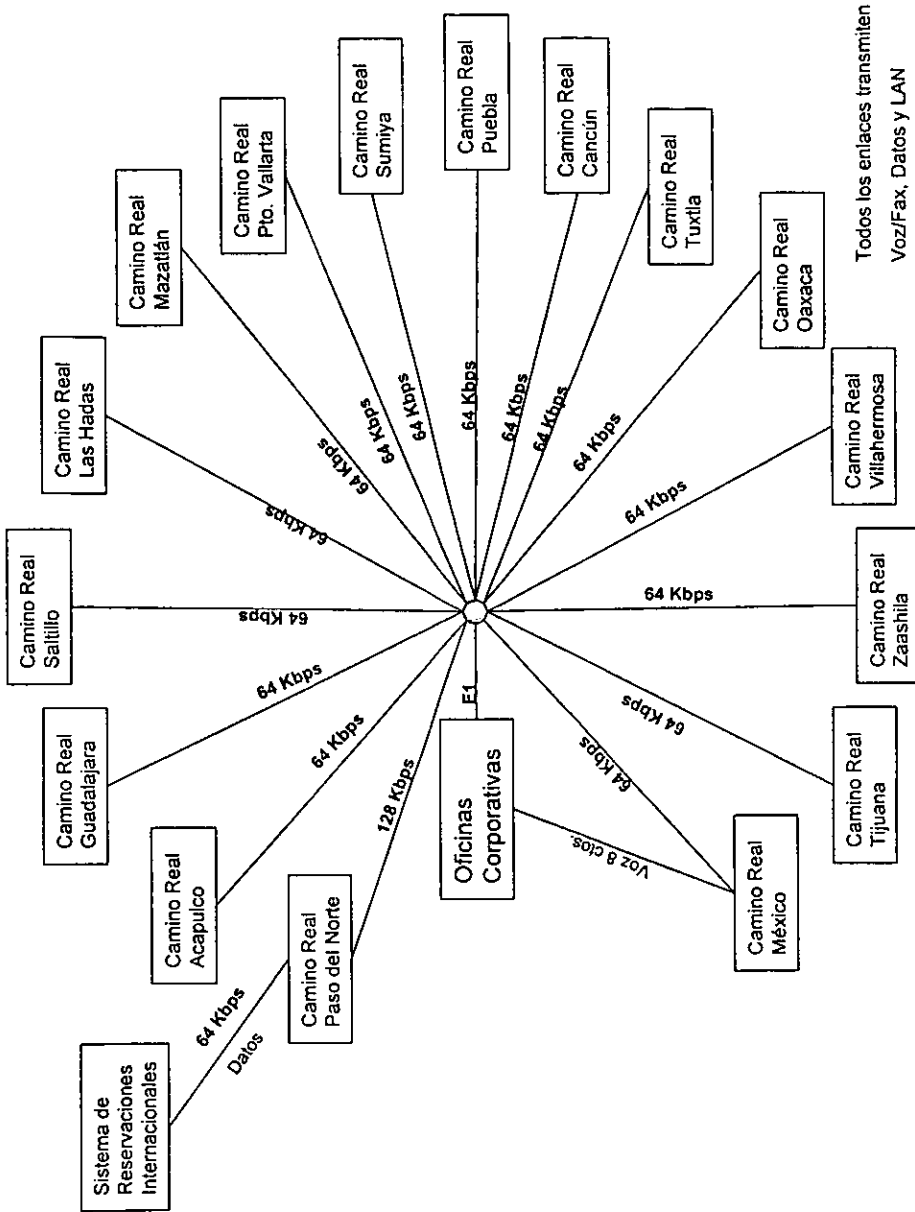 Camino Real
Saltillo
Camino Real
Las Hadas
Camino Real
Mazatlán
Camino Real
Pto. Vallarta
Camino Real
Sumiya
Camino Real
Puebla
Camino Real
Cancún
Camino Real
Tuxtla
Camino Real
Oaxaca
Camino Real
Villahermosa
Camino Real
Zaashila
Camino Real
Tijuana
Camino Real
México
Oficinas
Corporativas
Camino Real
Paso del Norte
Sistema de
Reservaciones
Internacionales
Camino Real
Acapulco
Camino Real
Guadalajara
64 Kbps
64 Kbps
64 Kbps
64 Kbps
64 Kbps
64 Kbps
64 Kbps
64 Kbps
64 Kbps
64 Kbps
64 Kbps
64 Kbps
64 Kbps
Voz 8 ctos.
E1
128 Kbps
64 Kbps
Datos
64 Kbps
64 Kbps
Todos los enlaces transmiten
Voz/Fax, Datos y LAN